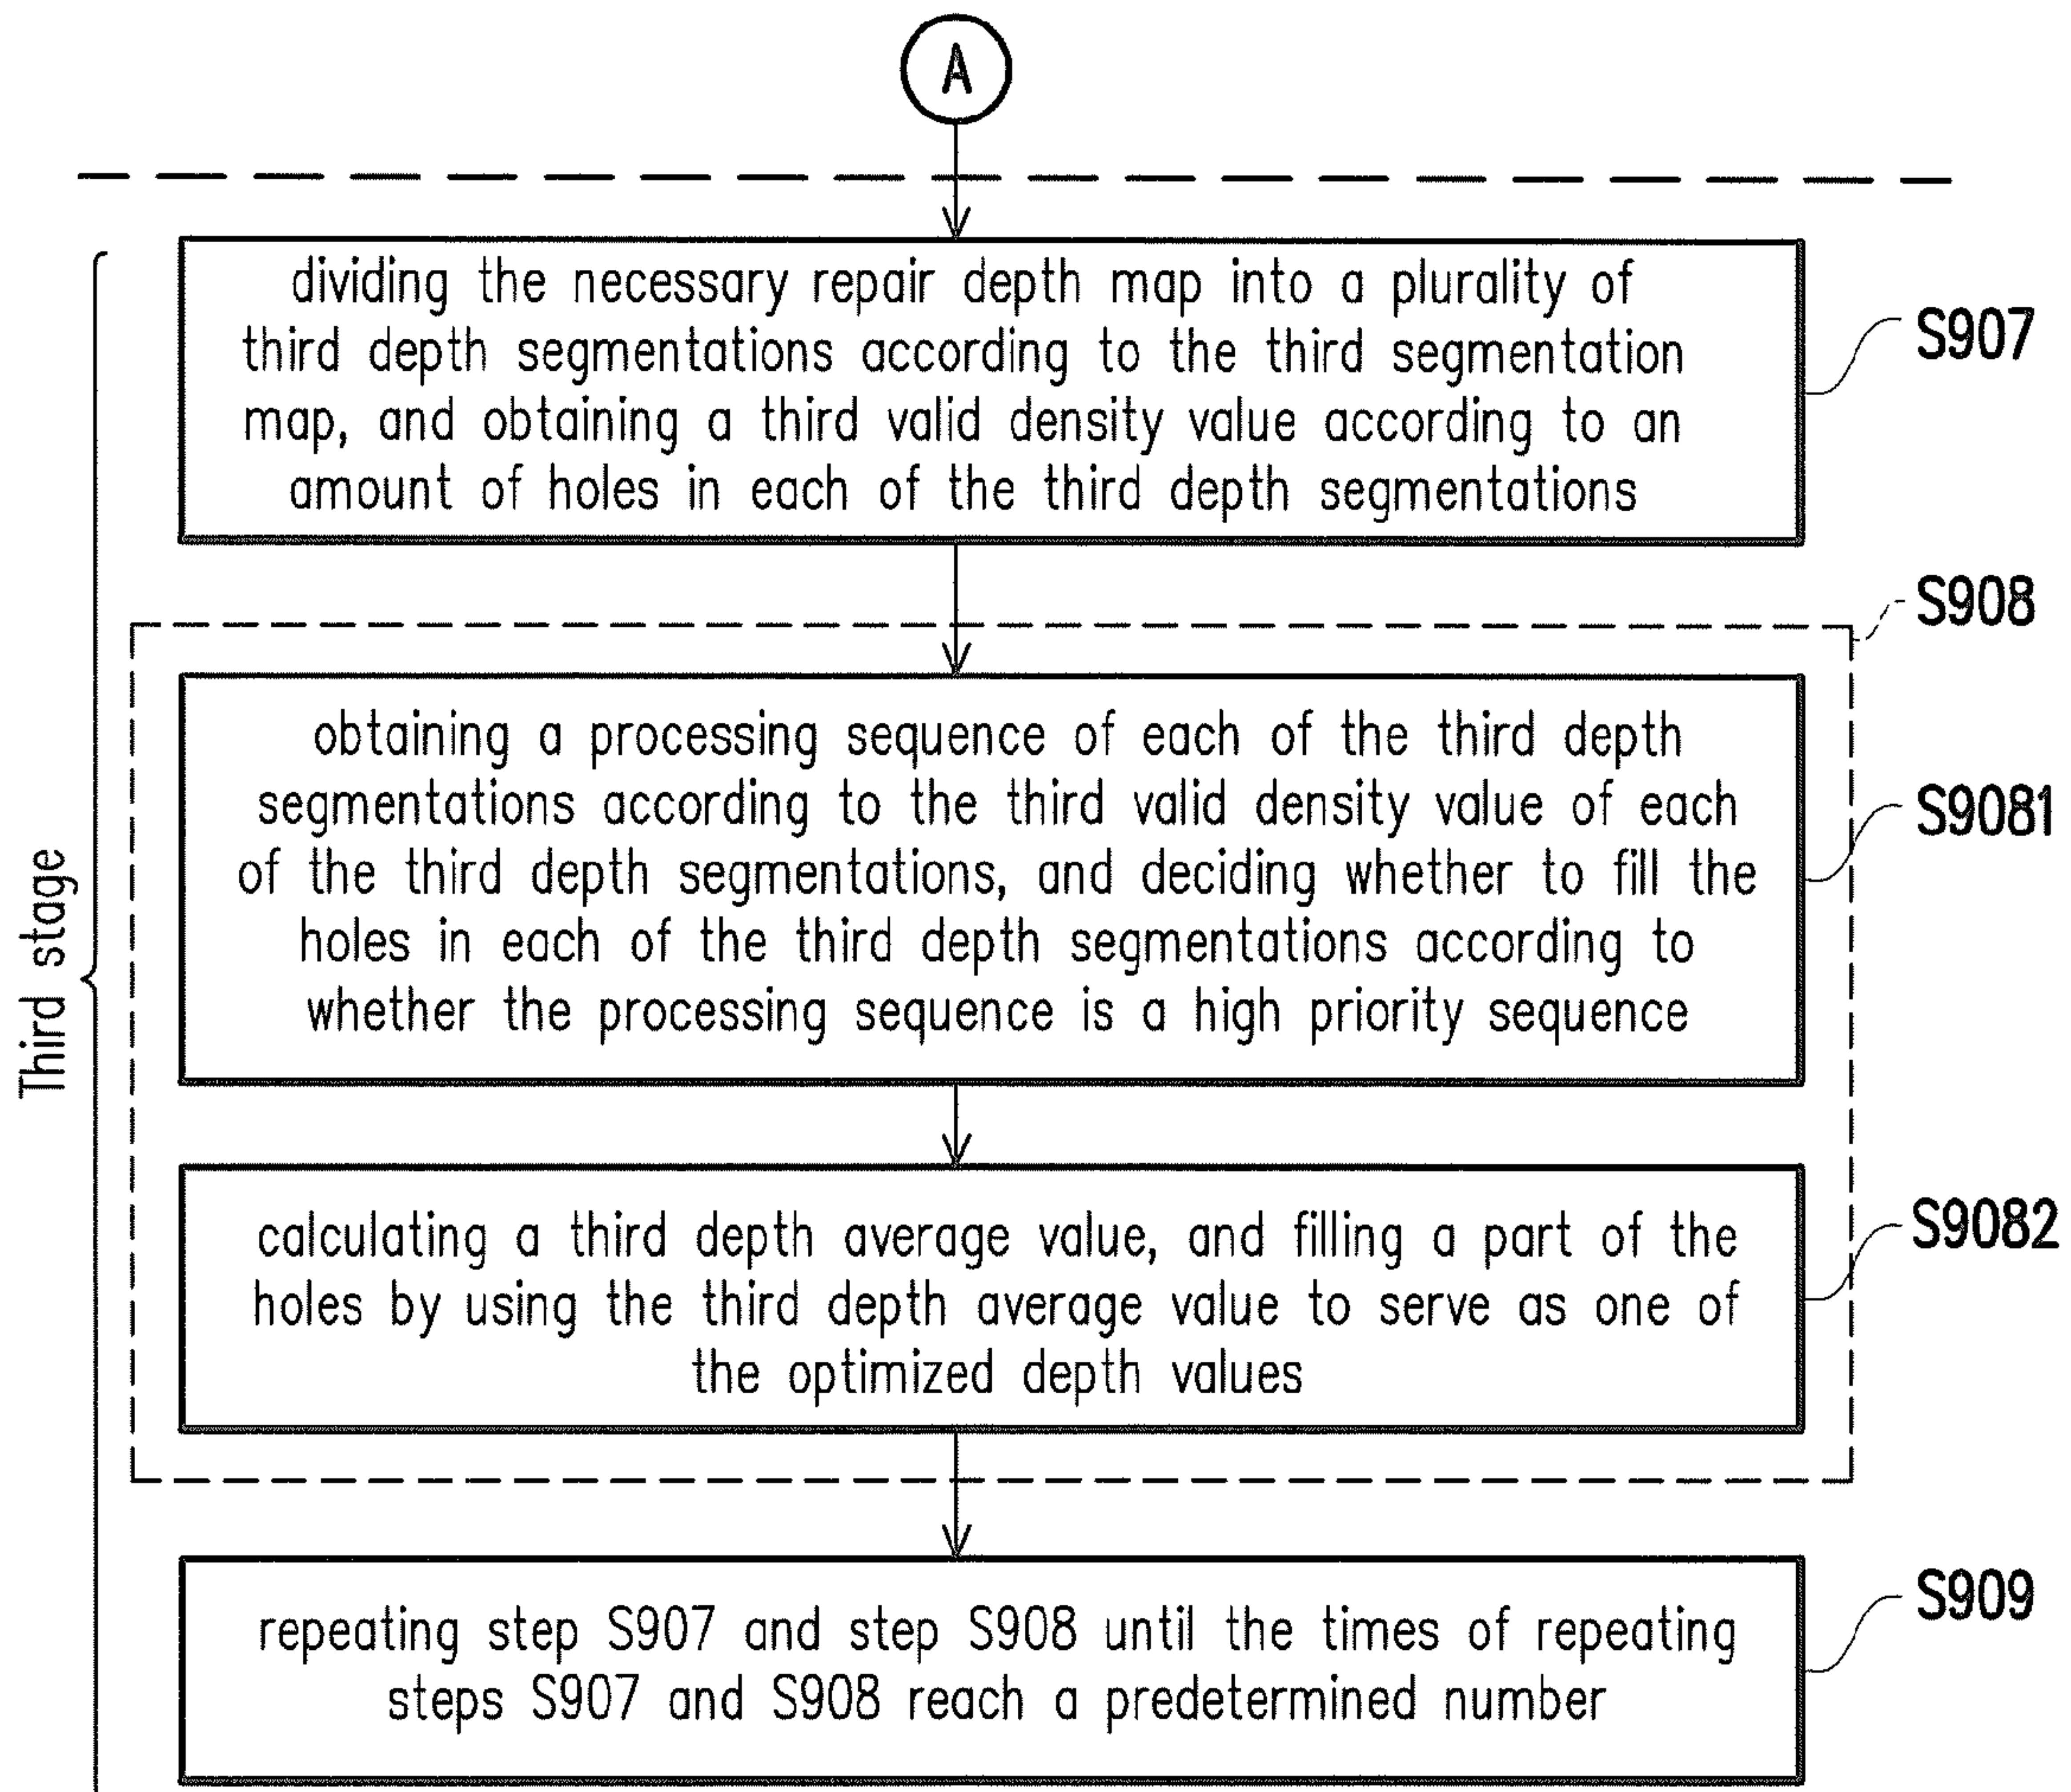 A
dividing the necessary repair depth map into a plurality of
third depth segmentations according to the third segmentation
map, and obtaining a third valid density value according to an
amount of holes in each of the third depth segmentations
S907
S908
obtaining a processing sequence of each of the third depth
segmentations according to the third valid density value of each
of the third depth segmentations, and deciding whether to fill the
holes in each of the third depth segmentations according to
whether the processing sequence is a high priority sequence
S9081
Third stage
calculating a third depth average value, and filling a part of the
holes by using the third depth average value to serve as one of
the optimized depth values
S9082
repeating step S907 and step S908 until the times of repeating
steps S907 and S908 reach a predetermined number
S909